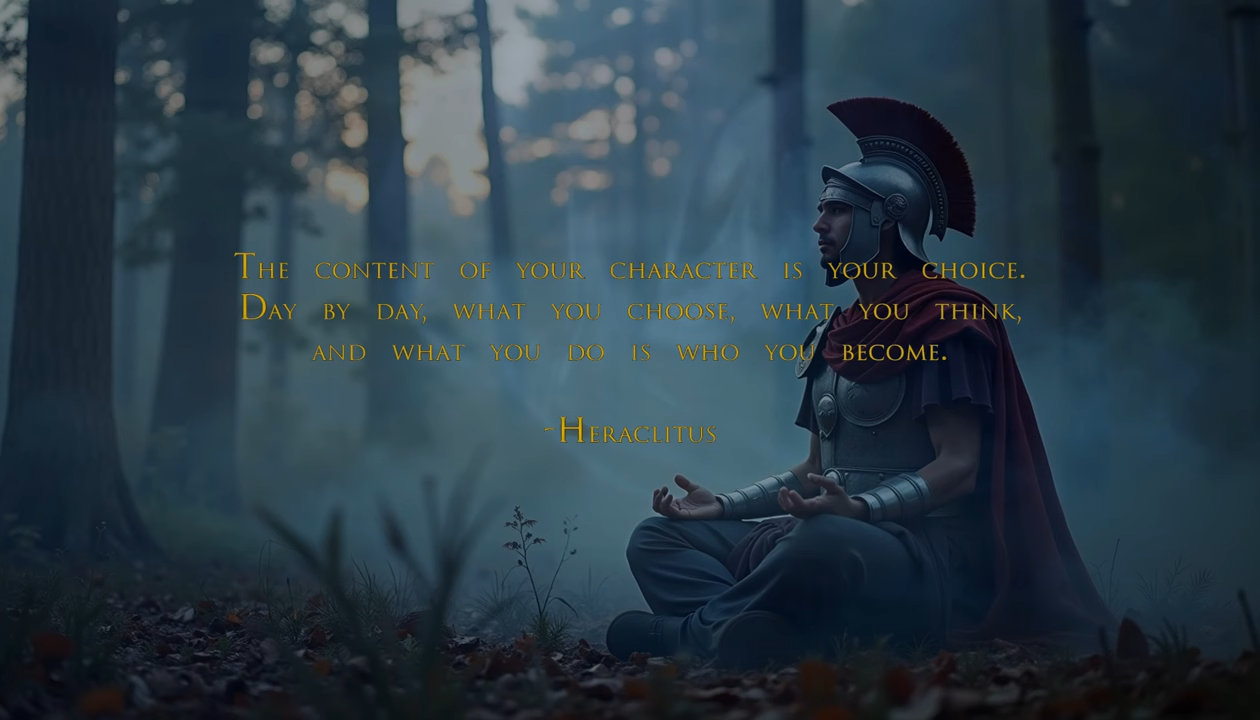 The content of your character is your choice.
Day by day, what you choose, what you think,
and what you do is who you become.
~Heraclitus